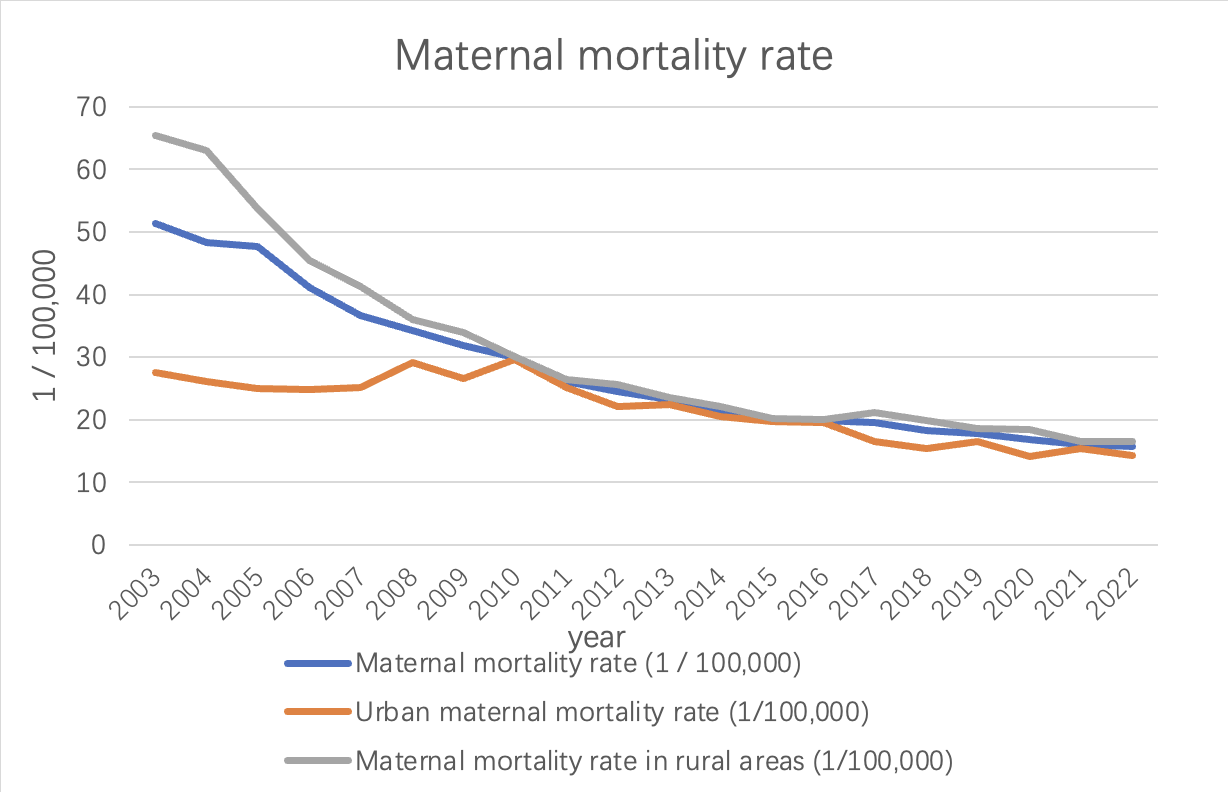 Maternal mortality rate
70
60
50
40
30
20
10
0
1 / 100,000
2003 2004 2005 2006 2007 2008 2009 2010 2011 2012 2013 2014 2015 2016 2017 2018 2019 2020 2021 2022
year
Maternal mortality rate (1 / 100,000)
Urban maternal mortality rate (1/100,000)
Maternal mortality rate in rural areas (1/100,000)